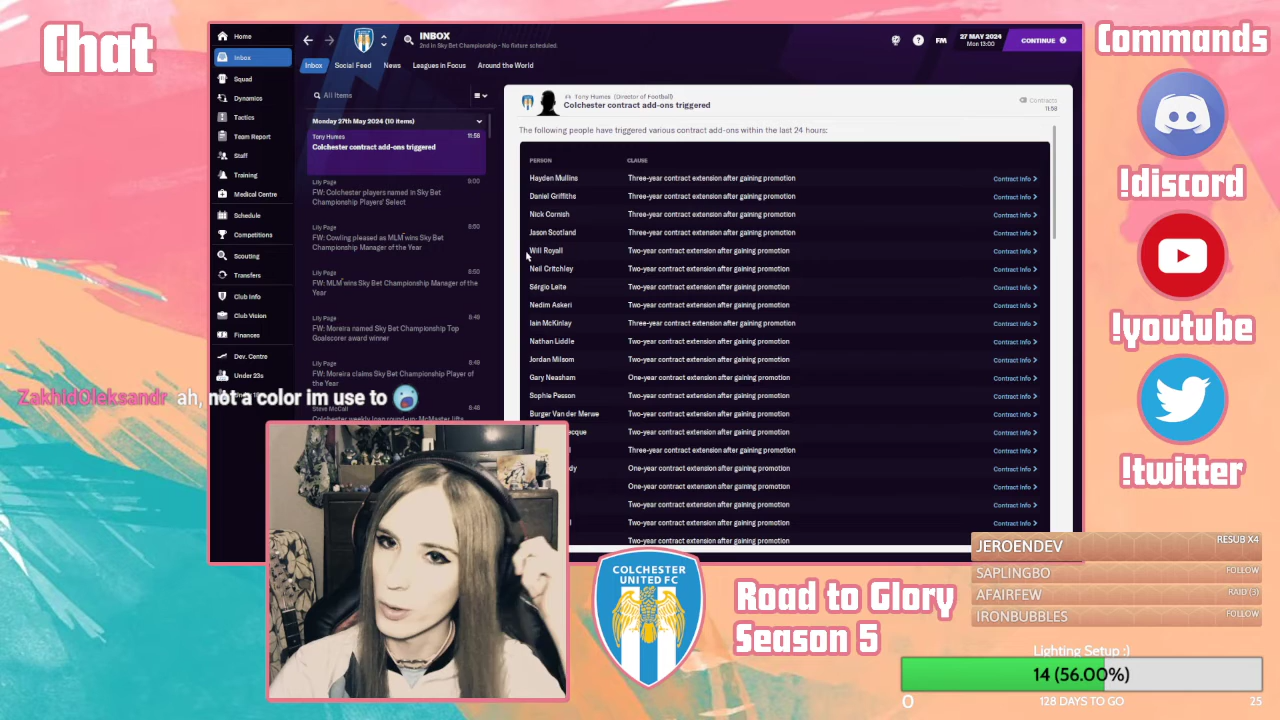 Chat
Home
Inbox
Squad
Dynamics
Tactics
Team Report
Staff
Training
Medical Centre
Schedule
Competitions
Scouting
Transfers
Club Info
Club Vision
Finances
Dev. Centre
Under 23s
INBOX
2nd in Sky Bet Championship - No fixture scheduled.
FM
27 MAY 2024
Mon 13:00
CONTINUE
Inbox Social Feed News Leagues in Focus Around the World
All Items
Monday 27th May 2024 (10 items)
Tony Humes 11:58
Colchester contract add-ons triggered
Lily Page 9:00
FW: Colchester players named in Sky Bet
Championship Players' Select
Lily Page 8:50
FW: Cowling pleased as MLM wins Sky Bet
Championship Manager of the Year
Lily Page 8:50
FW: MLM wins Sky Bet Championship Manager of the
Year
Lily Page 8:49
FW: Moreira named Sky Bet Championship Top
Goalscorer award winner
Lily Page 8:49
FW: Moreira claims Sky Bet Championship Player of
the Year
Steve McCall 8:48
Colchester weekly loan round-up: McMaster lifts
Tony Humes (Director of Football)
Colchester contract add-ons triggered
Contracts
11:58
The following people have triggered various contract add-ons within the last 24 hours:
PERSON CLAUSE
Hayden Mullins Three-year contract extension after gaining promotion Contract Info >
Daniel Griffiths Three-year contract extension after gaining promotion Contract Info >
Nick Cornish Three-year contract extension after gaining promotion Contract Info >
Jason Scotland Three-year contract extension after gaining promotion Contract Info >
Will Royall Two-year contract extension after gaining promotion Contract Info >
Neil Critchley Two-year contract extension after gaining promotion Contract Info >
Sérgio Leite Two-year contract extension after gaining promotion Contract Info >
Nedim Askeri Two-year contract extension after gaining promotion Contract Info >
Iain McKinlay Three-year contract extension after gaining promotion Contract Info >
Nathan Liddle Two-year contract extension after gaining promotion Contract Info >
Jordan Milsom Two-year contract extension after gaining promotion Contract Info >
Gary Neasham One-year contract extension after gaining promotion Contract Info >
Sophie Pesson Two-year contract extension after gaining promotion Contract Info >
Burger Van der Merwe Two-year contract extension after gaining promotion Contract Info >
ecque Two-year contract extension after gaining promotion Contract Info >
l Three-year contract extension after gaining promotion Contract Info >
dy One-year contract extension after gaining promotion Contract Info >
One-year contract extension after gaining promotion Contract Info >
Two-year contract extension after gaining promotion Contract Info >
l Two-year contract extension after gaining promotion Contract Info >
Two-year contract extension after gaining promotion
ZakhidOleksandr ah, not a color im use to
Commands
!discord
!youtube
!twitter
COLCHESTER
UNITED FC
Road to Glory
Season 5
JEROENDEV RESUB X4
SAPLINGBO FOLLOW
AFAIRFEW RAID (3)
IRONBUBBLES FOLLOW
Lighting Setup :)
14 (56.00%)
0 128 DAYS TO GO 25